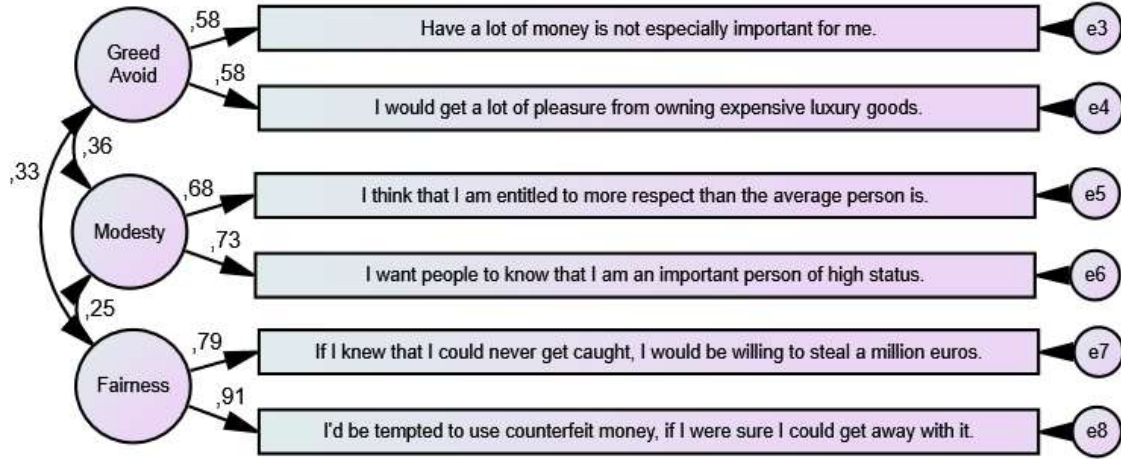 ,58
Have a lot of money is not especially important for me.
e3
Greed
Avoid
,58
I would get a lot of pleasure from owning expensive luxury goods.
e4
,33
,36
,68
I think that I am entitled to more respect than the average person is.
e5
Modesty
,73
I want people to know that I am an important person of high status.
e6
,25
,79
If I knew that I could never get caught, I would be willing to steal a million euros.
e7
Fairness
,91
I'd be tempted to use counterfeit money, if I were sure I could get away with it.
e8